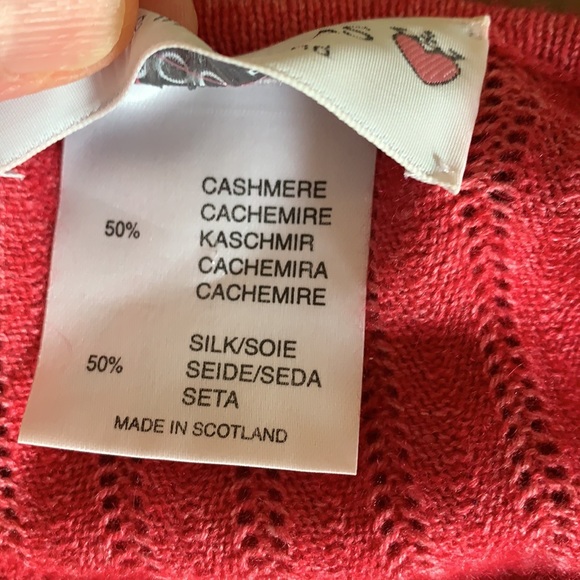 CASHMERE
CACHEMIRE
50% KASCHMIR
CACHEMIRA
CACHEMIRE
SILK/SOIE
50% SEIDE/SEDA
SETA
MADE IN SCOTLAND